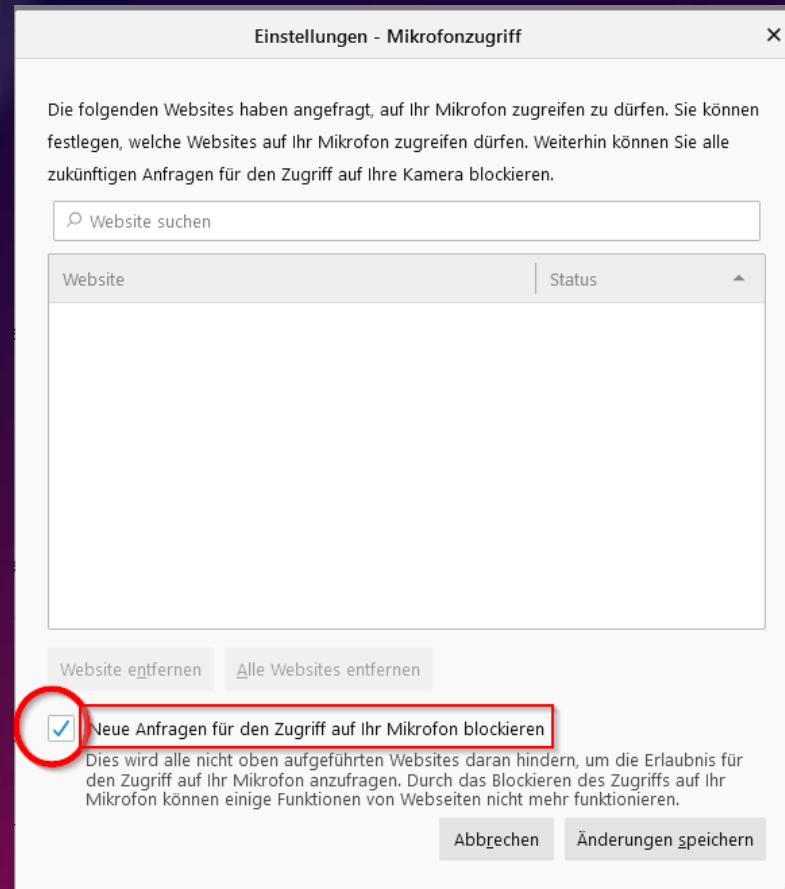 Einstellungen - Mikrofonzugriff
Die folgenden Websites haben angefragt, auf Ihr Mikrofon zugreifen zu dürfen. Sie können
festlegen, welche Websites auf Ihr Mikrofon zugreifen dürfen. Weiterhin können Sie alle
zukünftigen Anfragen für den Zugriff auf Ihre Kamera blockieren.
Website suchen
Website Status
Website entfernen Alle Websites entfernen
Neue Anfragen für den Zugriff auf Ihr Mikrofon blockieren
Dies wird alle nicht oben aufgeführten Websites daran hindern, um die Erlaubnis für
den Zugriff auf Ihr Mikrofon anzufragen. Durch das Blockieren des Zugriffs auf Ihr
Mikrofon können einige Funktionen von Webseiten nicht mehr funktionieren.
Abbrechen Änderungen speichern